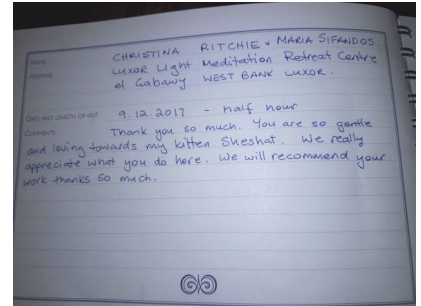 Name CHRISTINA RITCHIE & MARIA SIFANDOS.
Address LUXOR Light Meditation Retreat Centre
el Gabawy WEST BANK LUXOR.
DATE AND LENGTH OF VISIT 9.12.2017 - half hour
Comments Thank you so much. You are so gentle
and loving towards my kitten Sheshat. We really
appreciate what you do here. We will recommend your
work thanks so much.